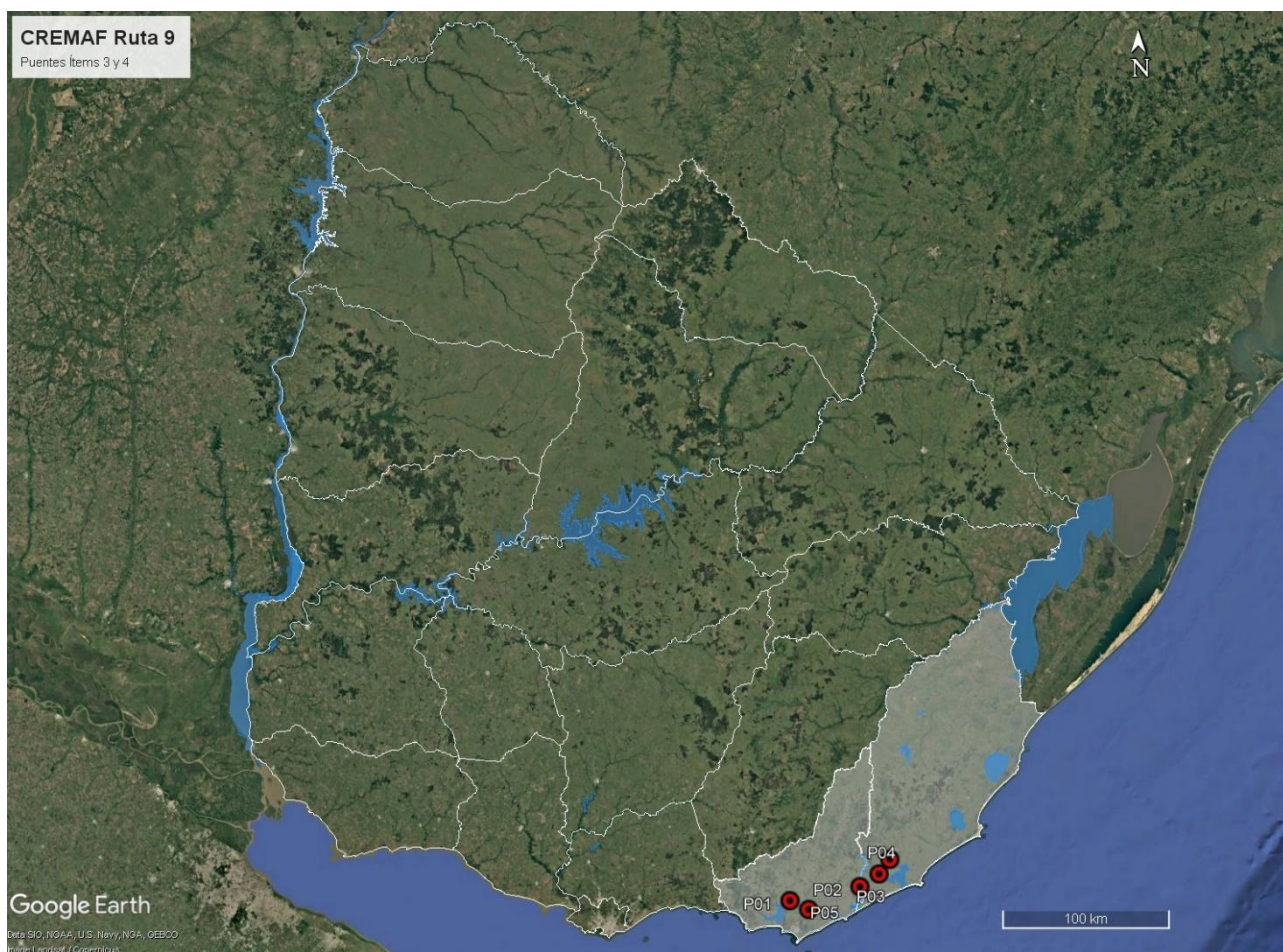 CREMAF Ruta 9
Puentes Ítems 3 y 4
N
P04
P02
P03
P01
P05
100 km
Google Earth
Data SIO, NOAA, U.S. Navy, NGA, GEBCO
Image Landsat / Copernicus